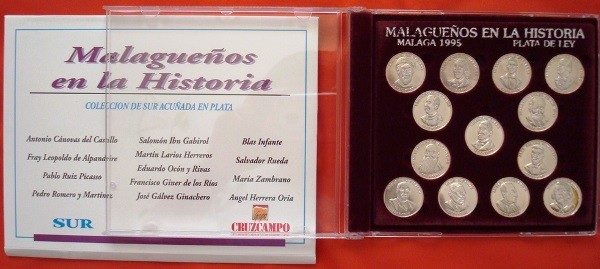 Malagueños
en la Historia
COLECCION DE SUR ACUÑADA EN PLATA
Antonio Cánovas del Castillo
Fray Leopoldo de Alpandeire
Pablo Ruiz Picasso
Pedro Romero y Martínez
Salomón Ibn Gabirol
Martín Larios Herreros
Eduardo Ocón y Rivas
Francisco Giner de los Ríos
José Gálvez Ginachero
Blas Infante
Salvador Rueda
María Zambrano
Angel Herrera Oria
SUR
CRUZCAMPO
MALAGUEÑOS EN LA HISTORIA
MALAGA 1995 PLATA DE LEY